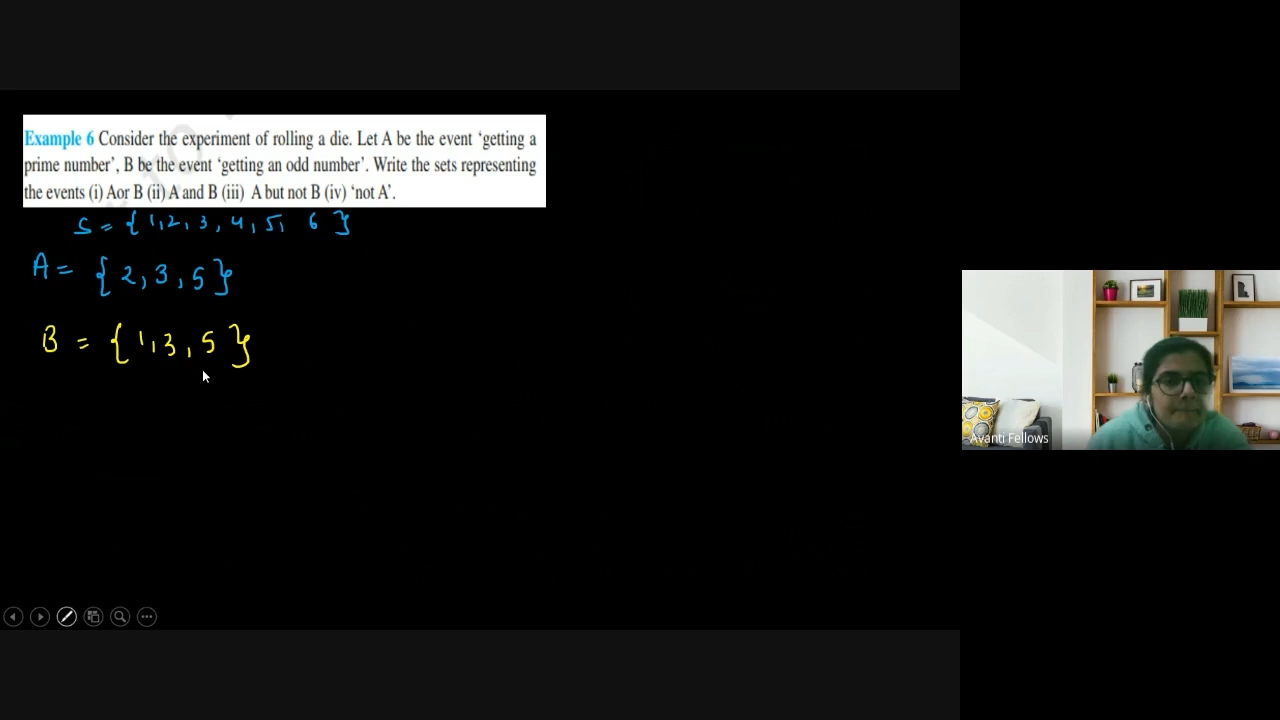 Example 6 Consider the experiment of rolling a die. Let A be the event ‘getting a
prime number’, B be the event ‘getting an odd number’. Write the sets representing
the events (i) Aor B (ii) A and B (iii) A but not B (iv) ‘not A’.
S = { 1,2, 3, 4, 5, 6 }
A = { 2, 3, 5 }
B = { 1, 3, 5 }
Avanti Fellows